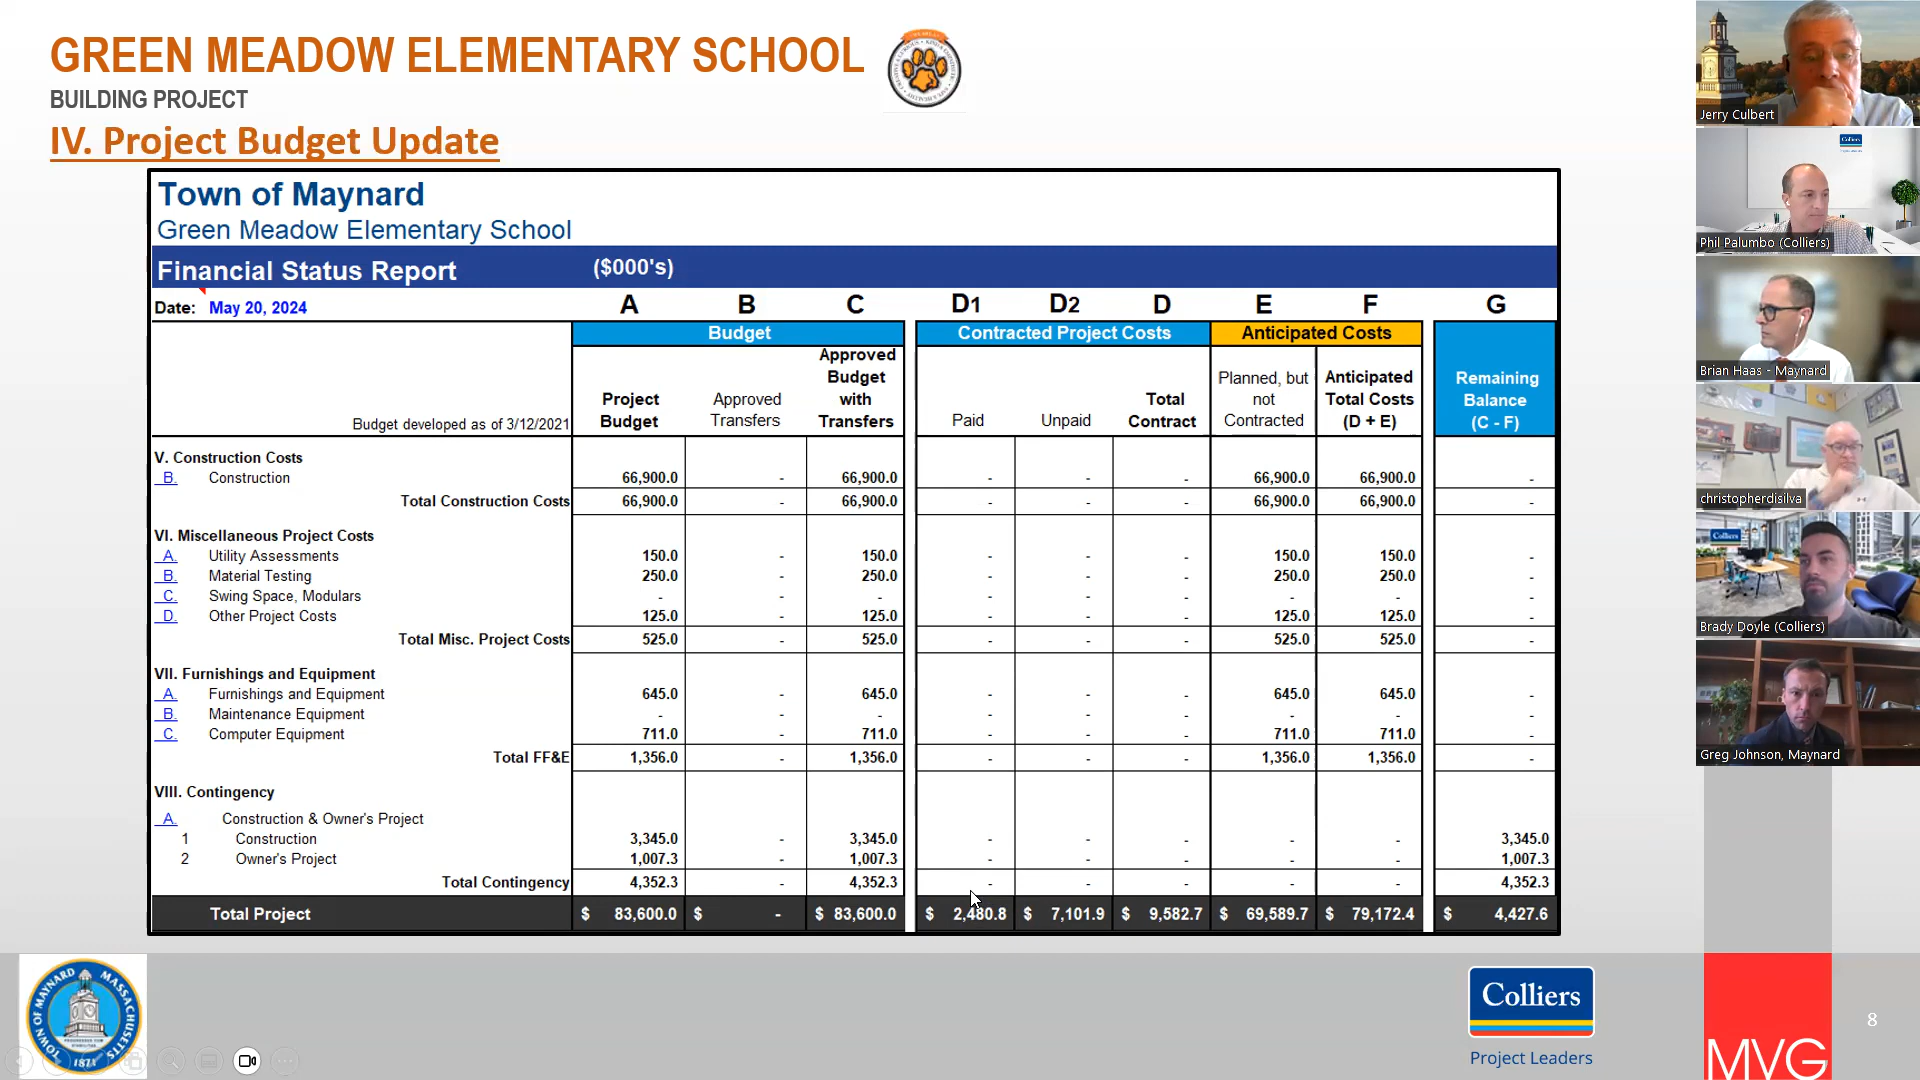 GREEN MEADOW ELEMENTARY SCHOOL
BUILDING PROJECT
IV. Project Budget Update
Town of Maynard
Green Meadow Elementary School
Financial Status Report ($000's)
Date: May 20, 2024 A B C D1 D2 D E F G
Budget Contracted Project Costs Anticipated Costs
Budget developed as of 3/12/2021 Project Budget Approved Transfers Approved Budget with Transfers Paid Unpaid Total Contract Planned, but not Contracted Anticipated Total Costs (D + E) Remaining Balance (C - F)
V. Construction Costs
B. Construction 66,900.0 - 66,900.0 - - - 66,900.0 66,900.0 -
Total Construction Costs 66,900.0 - 66,900.0 - - - 66,900.0 66,900.0 -
VI. Miscellaneous Project Costs
A. Utility Assessments 150.0 - 150.0 - - - 150.0 150.0 -
B. Material Testing 250.0 - 250.0 - - - 250.0 250.0 -
C. Swing Space, Modulars - - - - - - - - -
D. Other Project Costs 125.0 - 125.0 - - - 125.0 125.0 -
Total Misc. Project Costs 525.0 - 525.0 - - - 525.0 525.0 -
VII. Furnishings and Equipment
A. Furnishings and Equipment 645.0 - 645.0 - - - 645.0 645.0 -
B. Maintenance Equipment - - - - - - - - -
C. Computer Equipment 711.0 - 711.0 - - - 711.0 711.0 -
Total FF&E 1,356.0 - 1,356.0 - - - 1,356.0 1,356.0 -
VIII. Contingency
A. Construction & Owner's Project
1 Construction 3,345.0 - 3,345.0 - - - - - 3,345.0
2 Owner's Project 1,007.3 - 1,007.3 - - - - - 1,007.3
Total Contingency 4,352.3 - 4,352.3 - - - - - 4,352.3
Total Project $ 83,600.0 $ - $ 83,600.0 $ 2,480.8 $ 7,101.9 $ 9,582.7 $ 69,589.7 $ 79,172.4 $ 4,427.6
TOWN OF MAYNARD MASSACHUSETTS
1871
Colliers
Project Leaders
MVG
8
Jerry Culbert
Colliers
Phil Palumbo (Colliers)
Brian Haas - Maynard
christopherdisilva
Colliers
Brady Doyle (Colliers)
Greg Johnson, Maynard